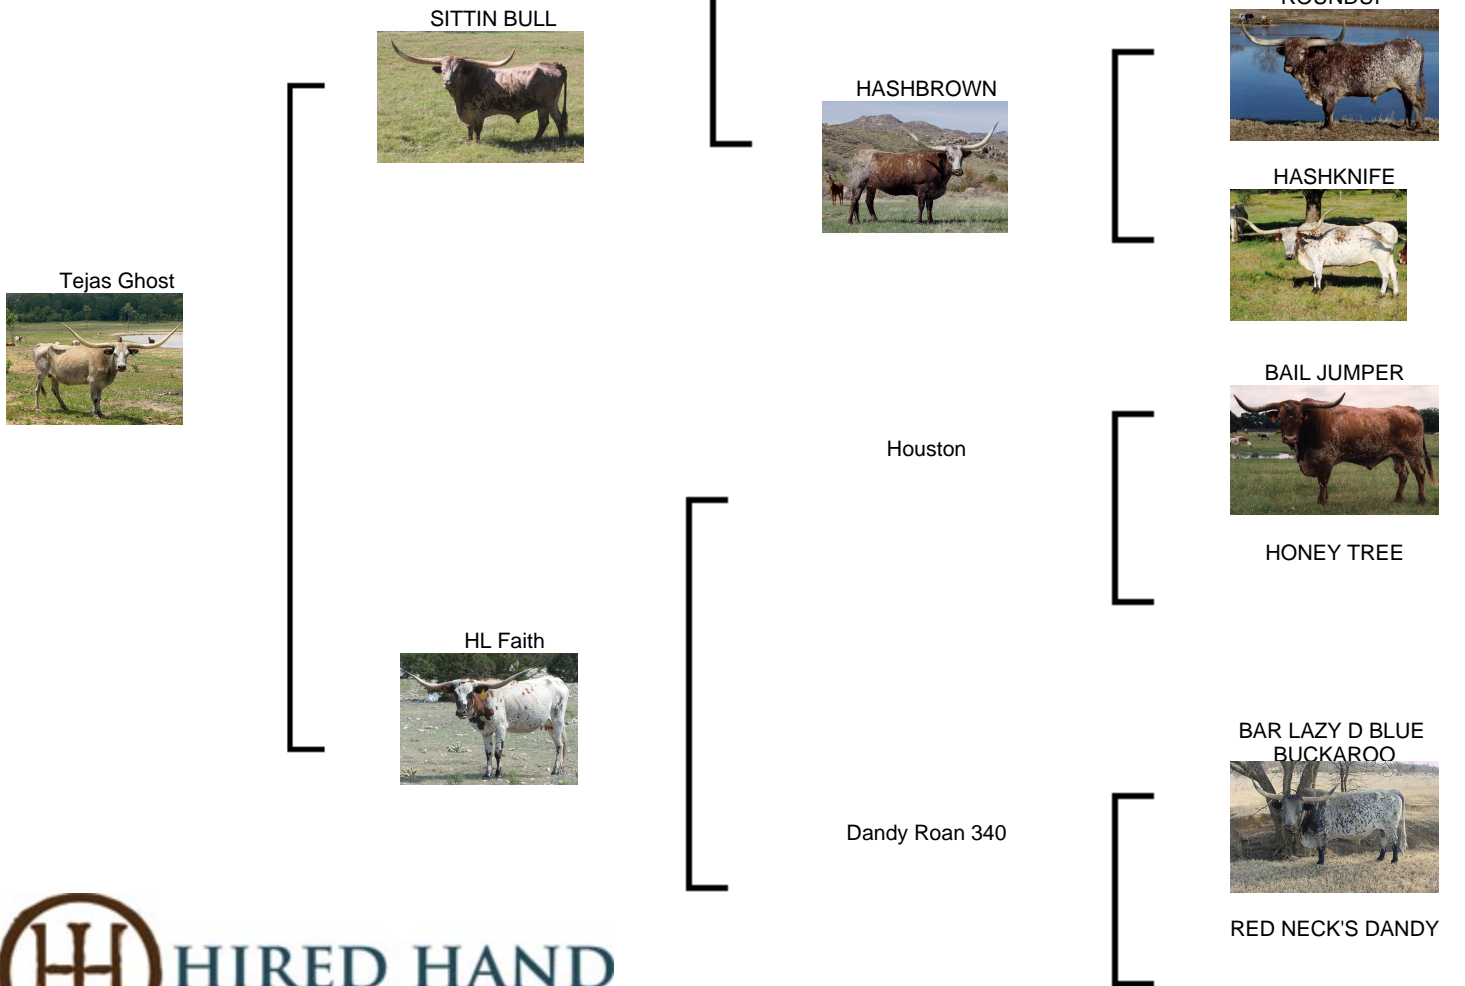 SITTIN BULL
HASHBROWN
HASHKNIFE
Tejas Ghost
BAIL JUMPER
Houston
HONEY TREE
HL Faith
BAR LAZY D BLUE
BUCKAROO
Dandy Roan 340
RED NECK'S DANDY
HIRED HAND